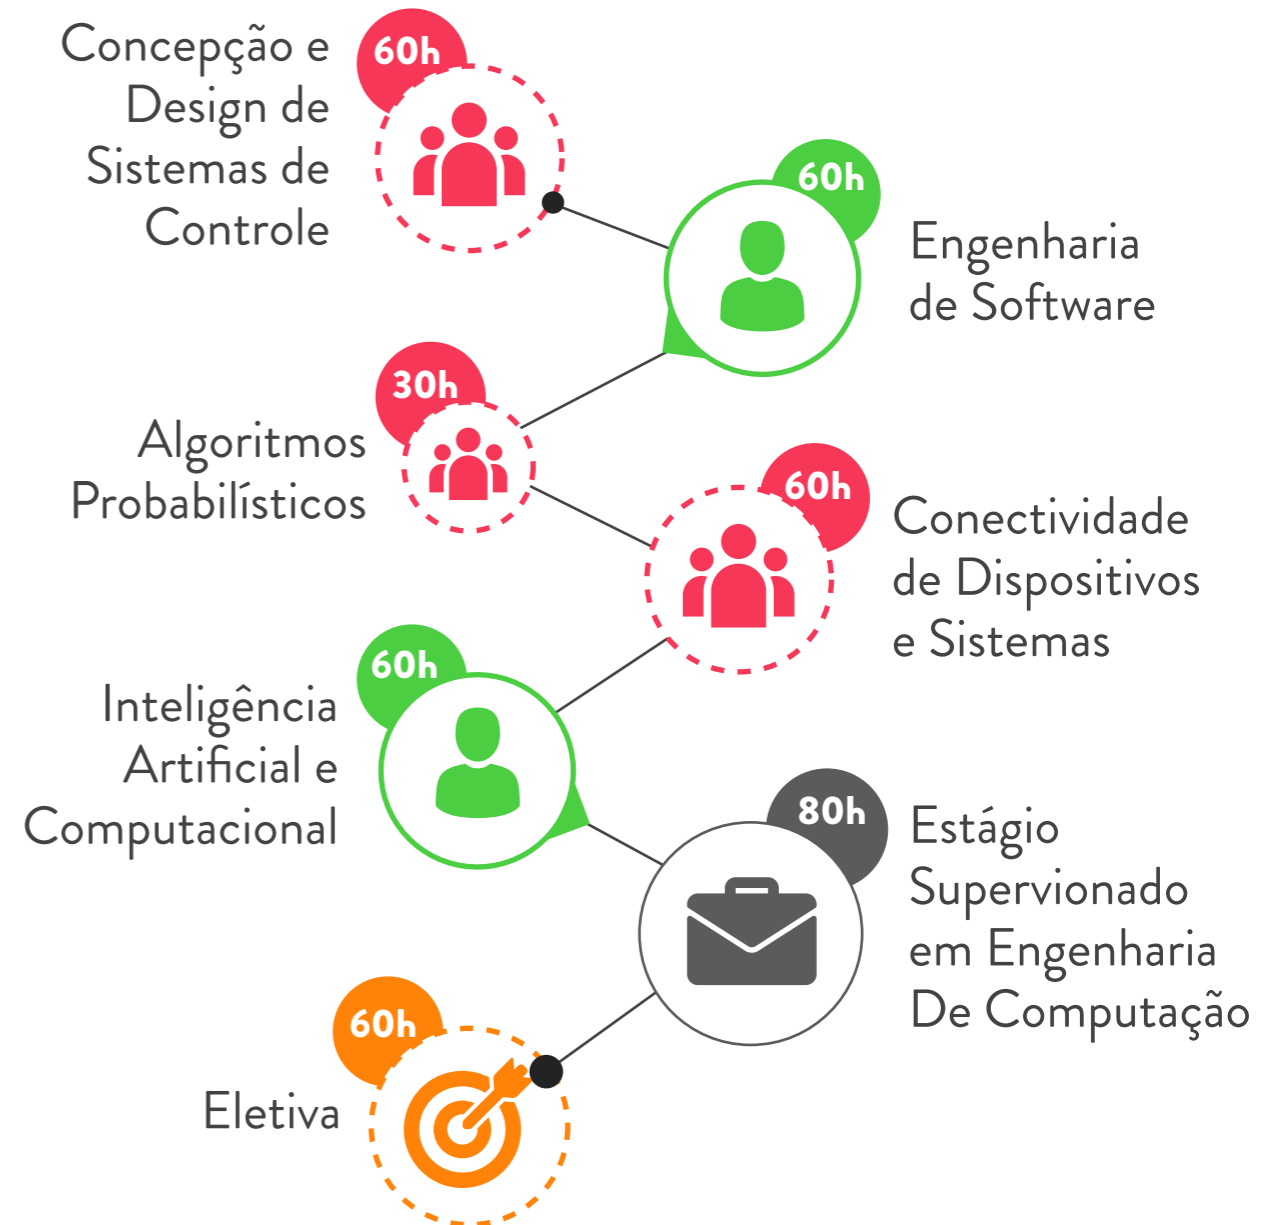 Concepção e
Design de
Sistemas de
Controle
60h
60h
Engenharia
de Software
30h
Algoritmos
Probabilísticos
60h
Conectividade
de Dispositivos
e Sistemas
60h
Inteligência
Artificial e
Computacional
80h
Estágio
Supervionado
em Engenharia
De Computação
60h
Eletiva